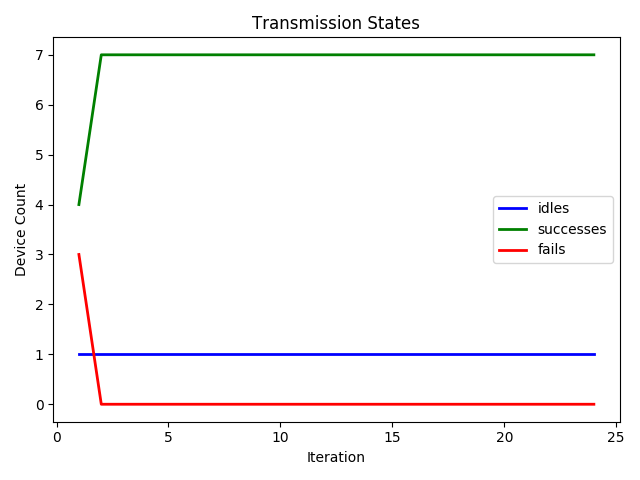 Transmission States
Device Count
7
6
5
4
3
2
1
0
idles
successes
fails
0 5 10 15 20 25
Iteration